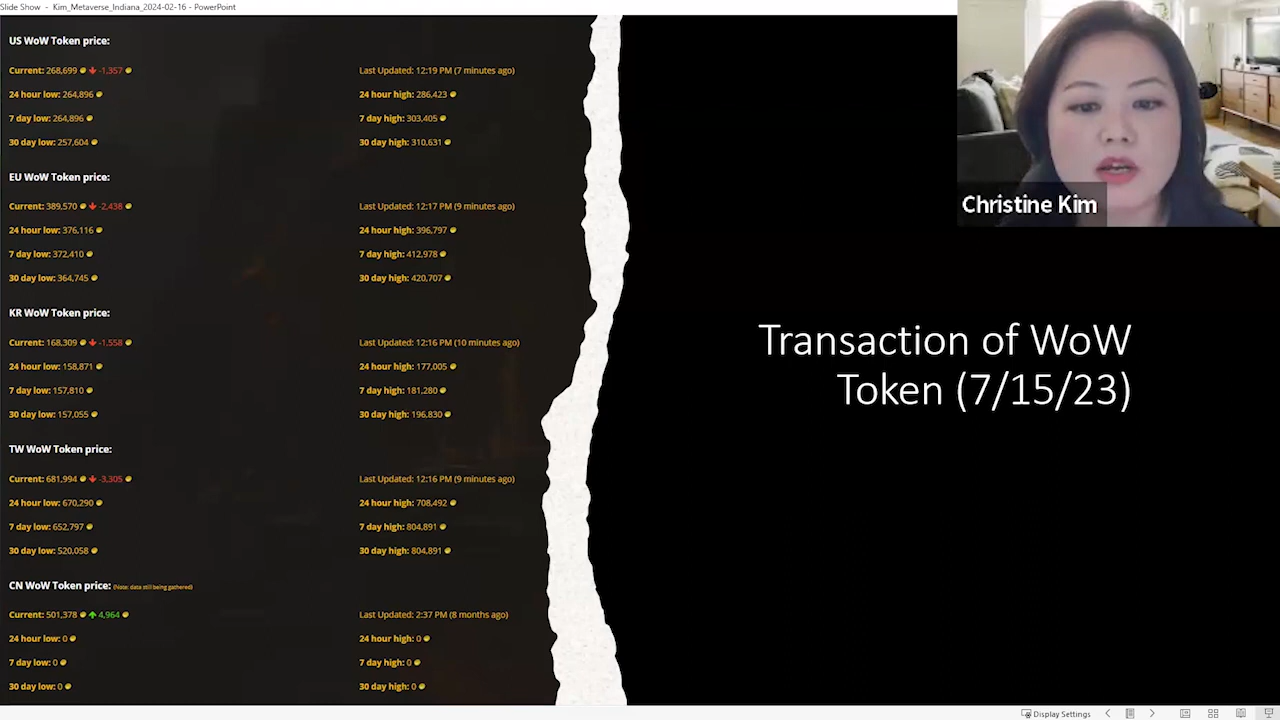 Slide Show - Kim_Metaverse_Indiana_2024-02-16 - PowerPoint
US WoW Token price:
Current: 268,699 -1,357
Last Updated: 12:19 PM (7 minutes ago)
24 hour low: 264,896
24 hour high: 286,423
7 day low: 264,896
7 day high: 303,405
30 day low: 257,604
30 day high: 310,631
EU WoW Token price:
Current: 389,570 -2,438
Last Updated: 12:17 PM (9 minutes ago)
24 hour low: 376,116
24 hour high: 396,797
7 day low: 372,410
7 day high: 412,978
30 day low: 364,745
30 day high: 420,707
KR WoW Token price:
Current: 168,309 -1,558
Last Updated: 12:16 PM (10 minutes ago)
24 hour low: 158,871
24 hour high: 177,005
7 day low: 157,810
7 day high: 181,280
30 day low: 157,055
30 day high: 196,830
TW WoW Token price:
Current: 681,994 -3,305
Last Updated: 12:16 PM (9 minutes ago)
24 hour low: 670,290
24 hour high: 708,492
7 day low: 652,797
7 day high: 804,891
30 day low: 520,058
30 day high: 804,891
CN WoW Token price: (Note: data still being gathered)
Current: 501,378 4,964
Last Updated: 2:37 PM (8 months ago)
24 hour low: 0
24 hour high: 0
7 day low: 0
7 day high: 0
30 day low: 0
30 day high: 0
Christine Kim
Transaction of WoW
Token (7/15/23)
Display Settings